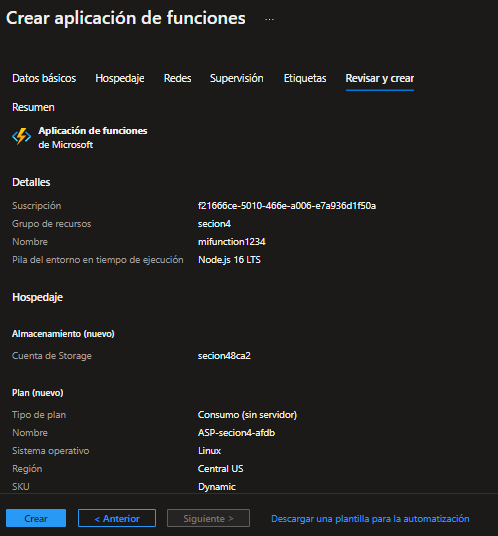 Crear aplicación de funciones ...
Datos básicos Hospedaje Redes Supervisión Etiquetas Revisar y crear
Resumen
Aplicación de funciones
de Microsoft
Detalles
Suscripción f21666ce-5010-466e-a006-e7a936d1f50a
Grupo de recursos secion4
Nombre mifunction1234
Pila del entorno en tiempo de ejecución Node.js 16 LTS
Hospedaje
Almacenamiento (nuevo)
Cuenta de Storage secion48ca2
Plan (nuevo)
Tipo de plan Consumo (sin servidor)
Nombre ASP-secion4-afdb
Sistema operativo Linux
Región Central US
SKU Dynamic
Crear < Anterior Siguiente > Descargar una plantilla para la automatización